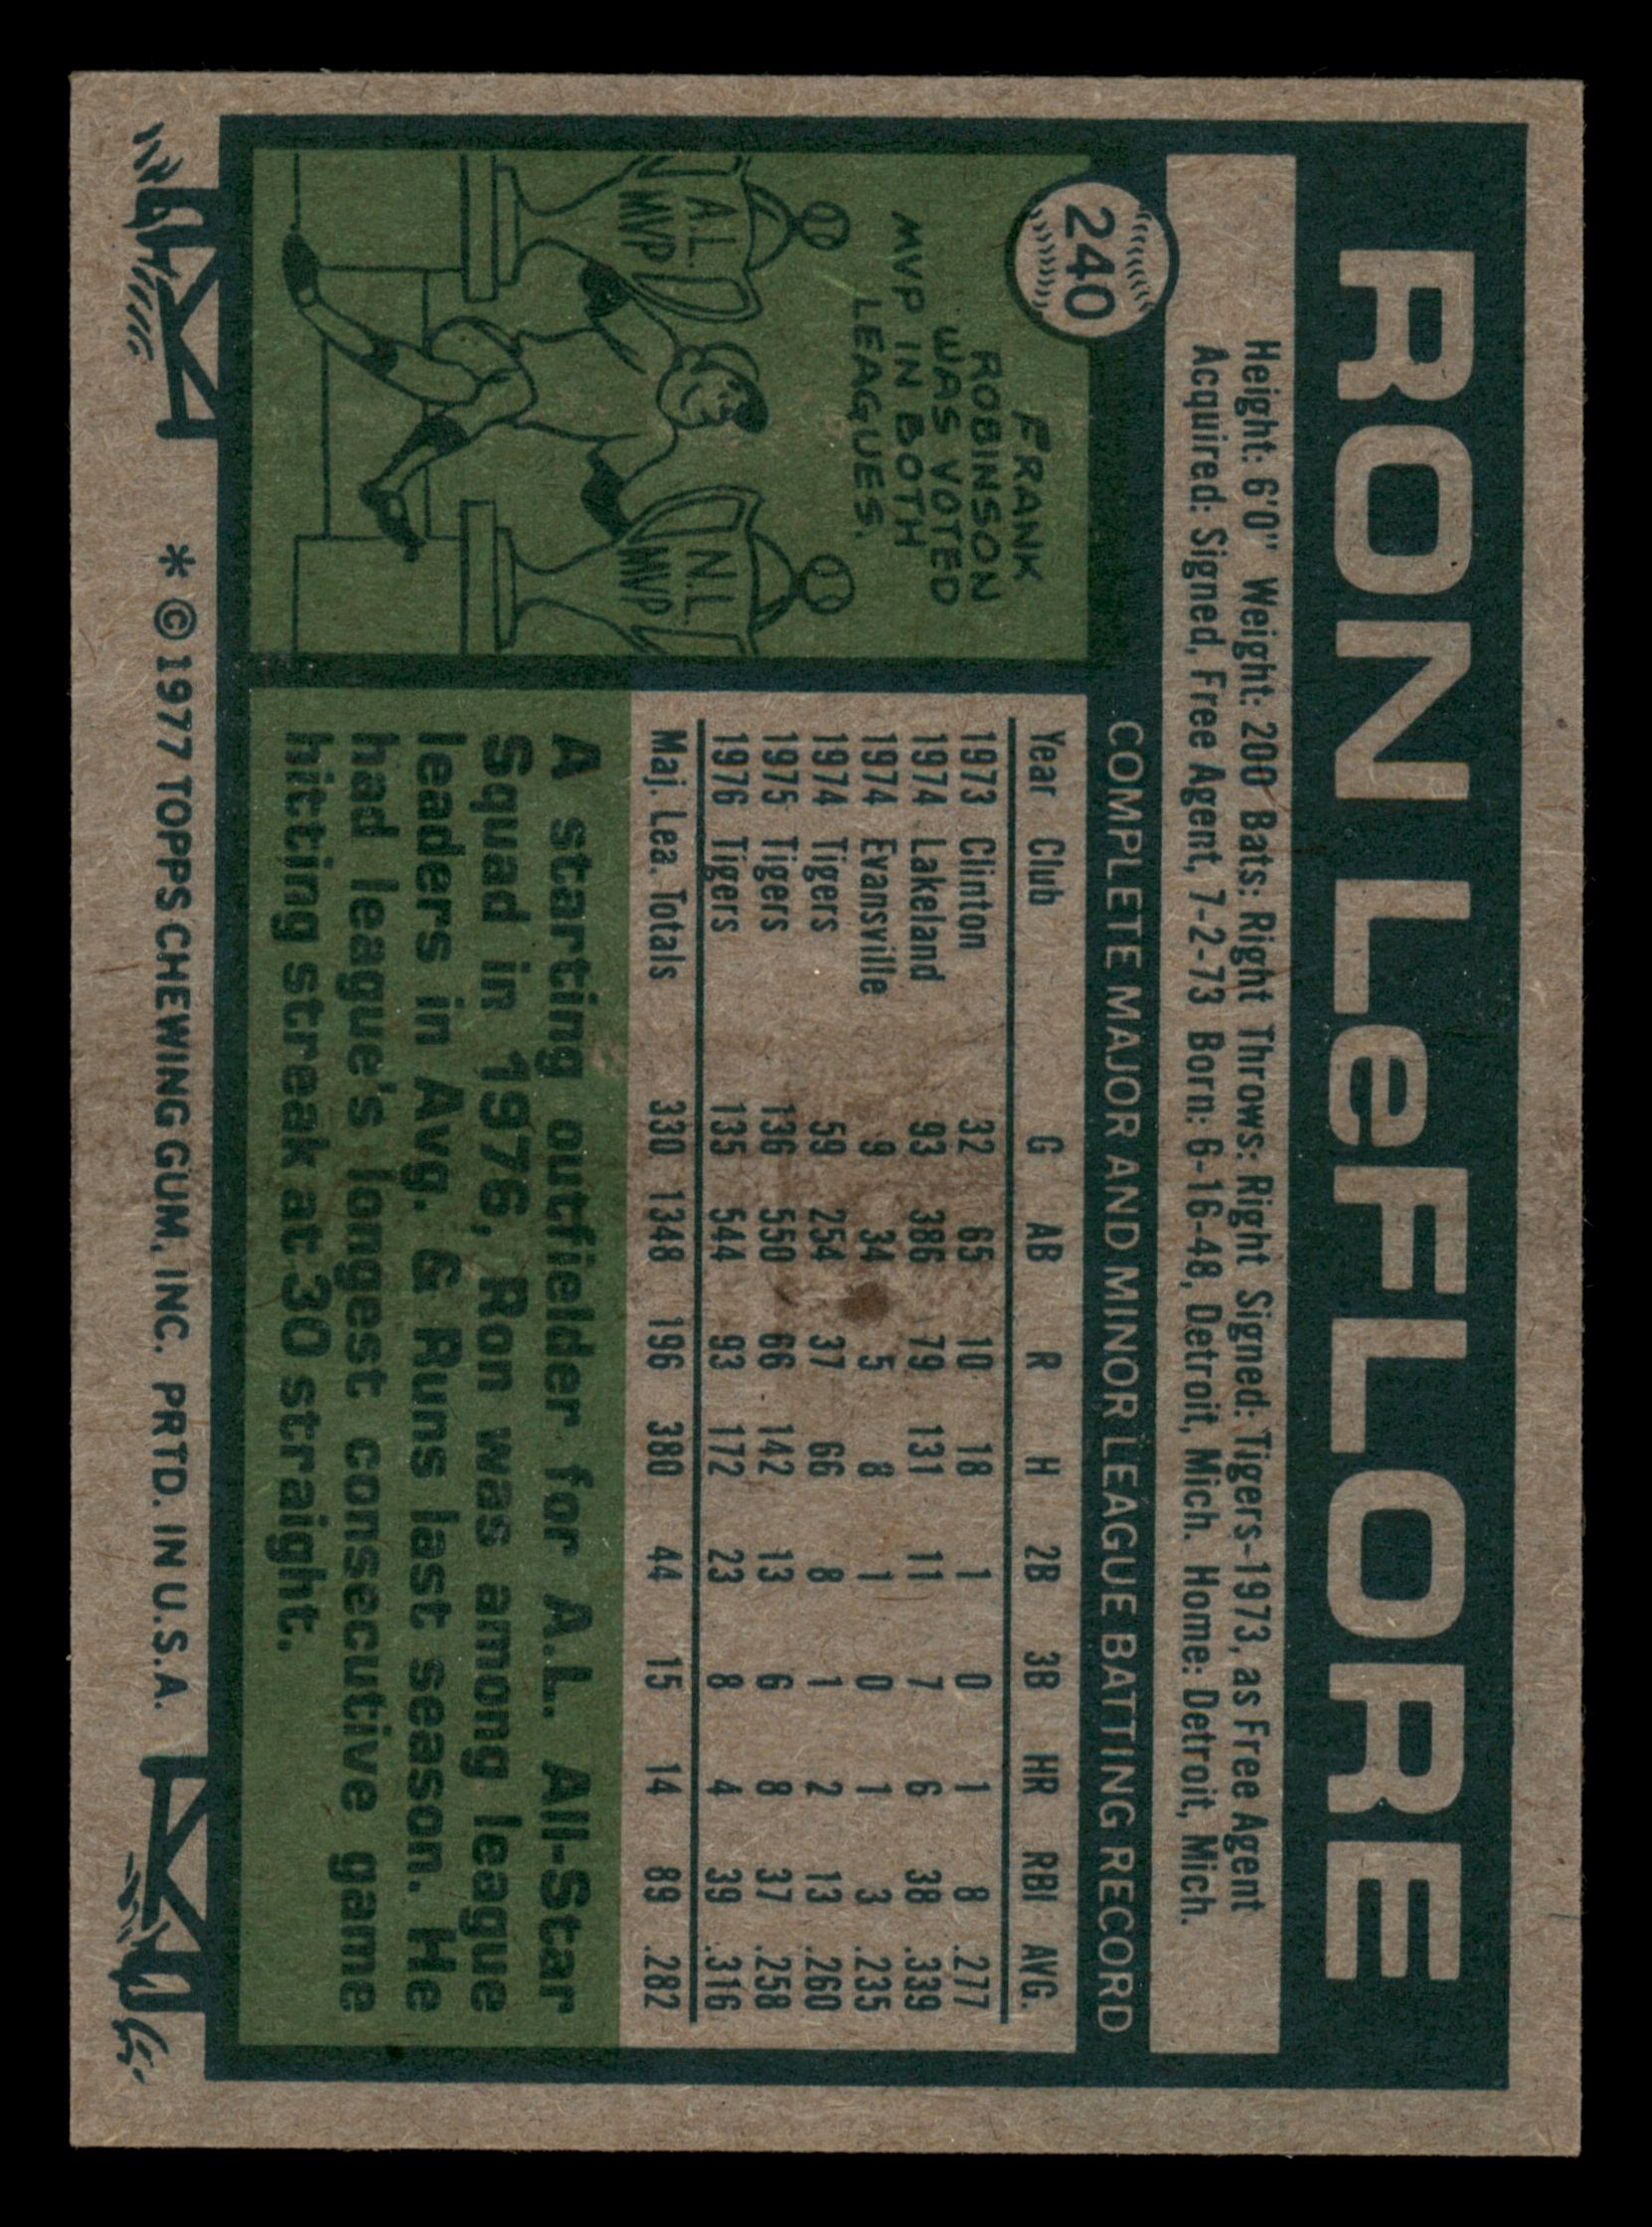 RON LeFLORE
Height: 6'0" Weight: 200 Bats: Right Throws: Right Signed: Tigers-1973, as Free Agent
Acquired: Signed, Free Agent, 7-2-73 Born: 6-16-48, Detroit, Mich. Home: Detroit, Mich.
240
FRANK
ROBINSON
WAS VOTED
MVP IN BOTH
LEAGUES.
A.L. MVP
N.L. MVP
COMPLETE MAJOR AND MINOR LEAGUE BATTING RECORD
Year Club G AB R H 2B 3B HR RBI AVG.
1973 Clinton 32 65 10 18 1 0 1 8 .277
1974 Lakeland 93 386 79 131 11 7 6 38 .339
1974 Evansville 9 34 5 8 1 0 1 3 .235
1974 Tigers 59 254 37 66 8 1 2 13 .260
1975 Tigers 136 550 66 142 13 6 8 37 .258
1976 Tigers 135 544 93 172 23 8 4 39 .316
Maj. Lea. Totals 330 1348 196 380 44 15 14 89 .282
A starting outfielder for A.L. All-Star
Squad in 1976, Ron was among league
leaders in Avg. & Runs last season. He
had league's longest consecutive game
hitting streak at 30 straight.
* © 1977 TOPPS CHEWING GUM, INC. PRTD. IN U.S.A.